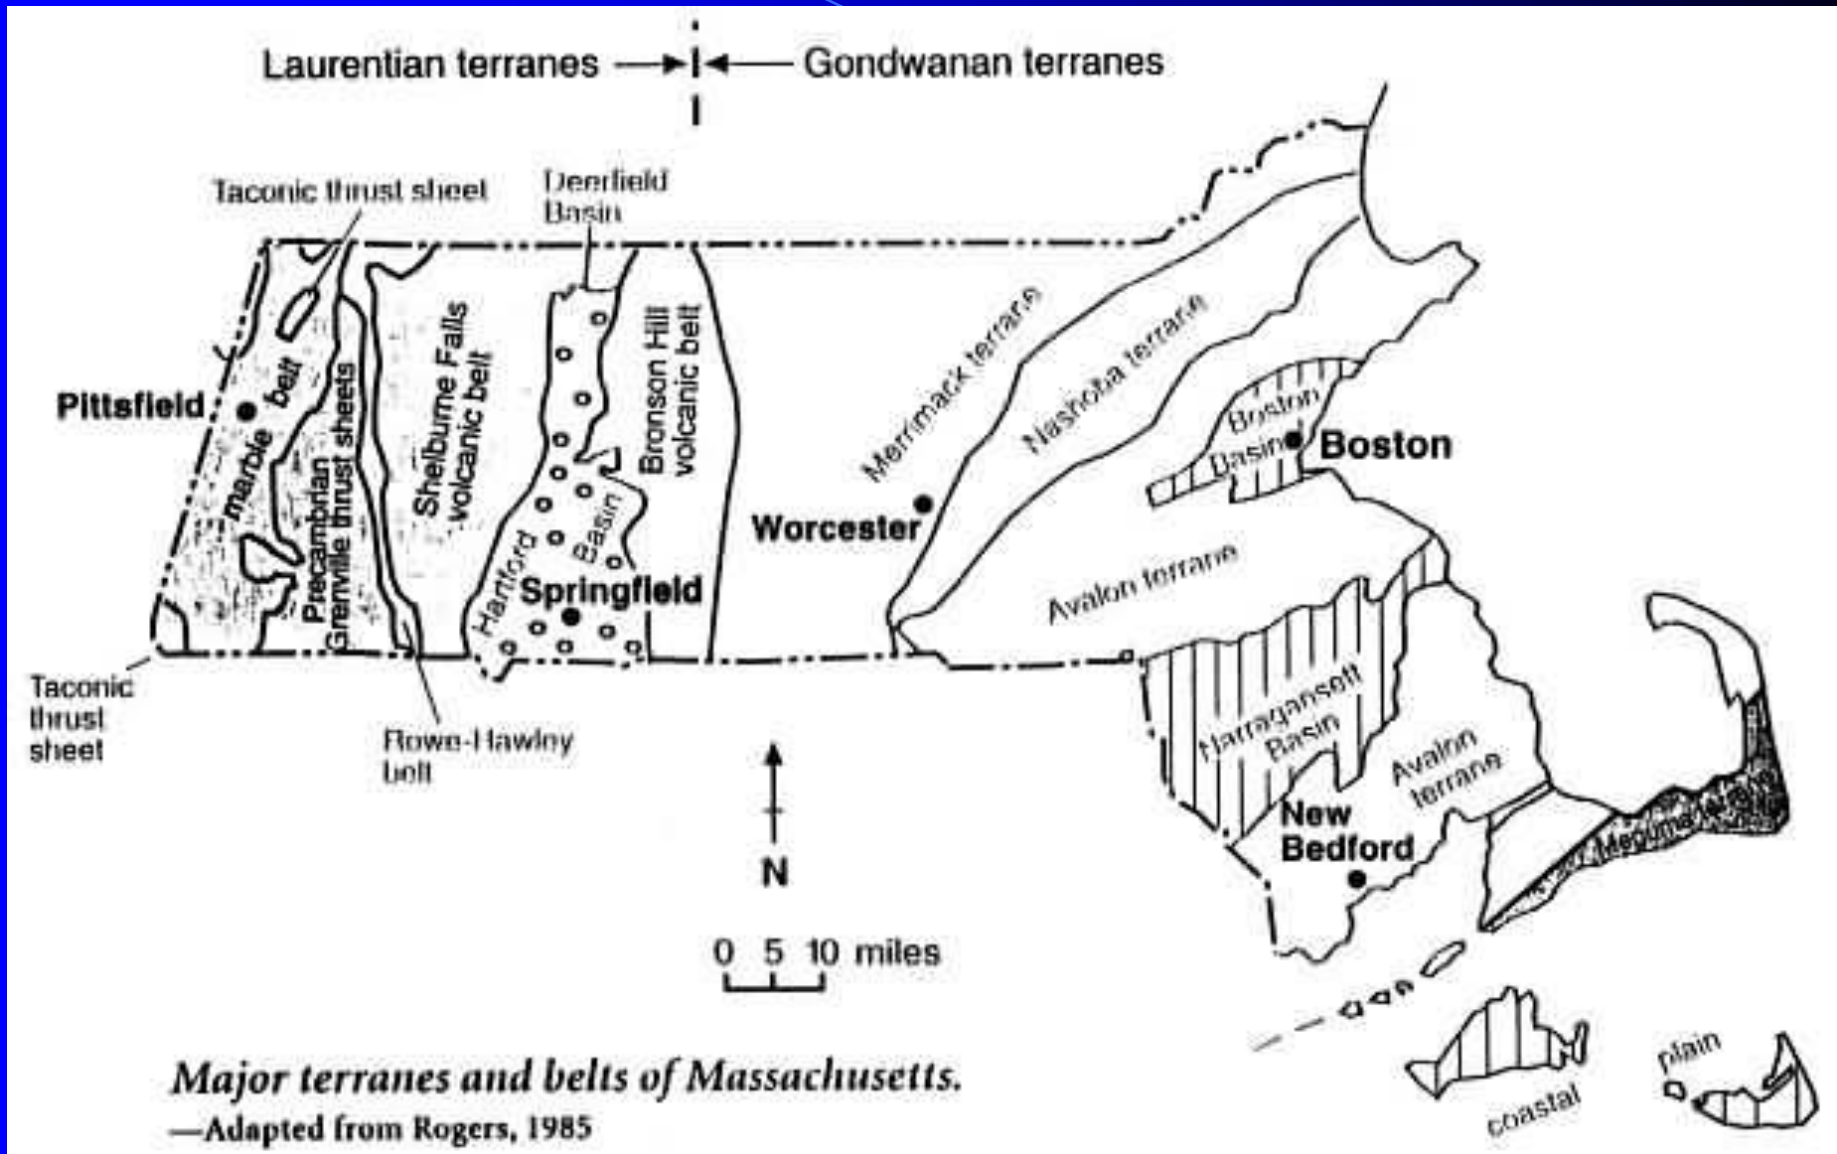 Laurentian terranes
Gondwanan terranes
Taconic thrust sheet
Deerfield
Basin
Pittsfield
marble belt
Precambrian
Grenville thrust sheets
Shelburne Falls
volcanic belt
Hartford
Basin
Springfield
Bronson Hill
volcanic belt
Merrimack terrane
Nashoba terrane
Worcester
Boston
Basin
Boston
Avalon terrane
Narragansett
Basin
Avalon
terrane
New
Bedford
Meguma
Taconic
thrust
sheet
Rowe-Hawley
belt
N
0 5 10 miles
coastal
plain
Major terranes and belts of Massachusetts.
—Adapted from Rogers, 1985